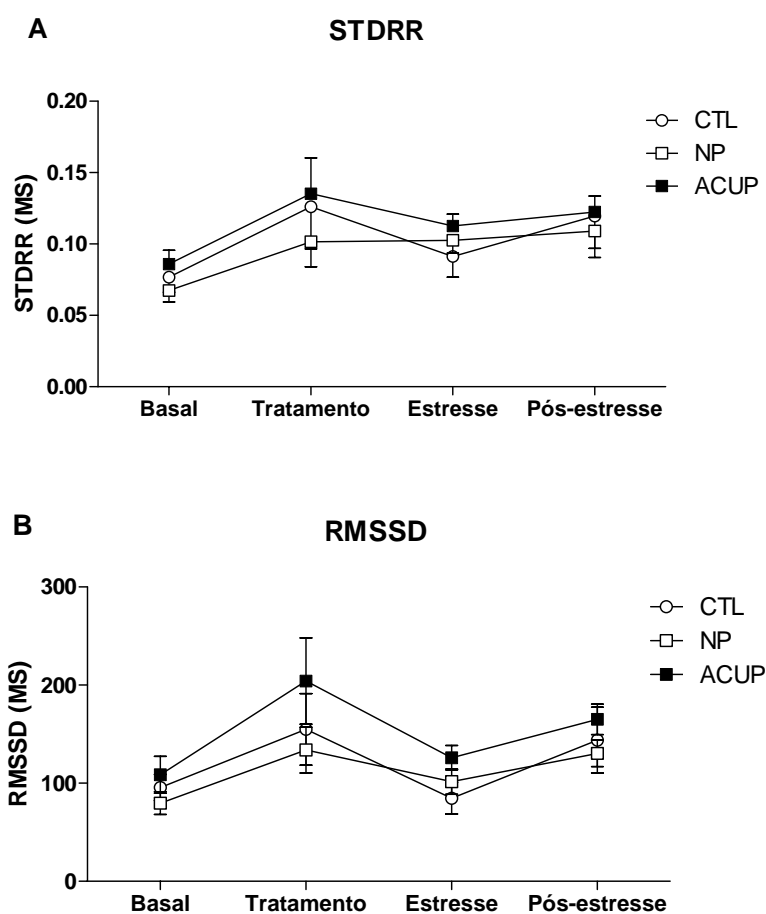 A
STDRR
0.20
0.15
0.10
0.05
0.00
STDRR (MS)
Basal Tratamento Estresse Pós-estresse
CTL
NP
ACUP
B
RMSSD
300
200
100
0
RMSSD (MS)
Basal Tratamento Estresse Pós-estresse
CTL
NP
ACUP